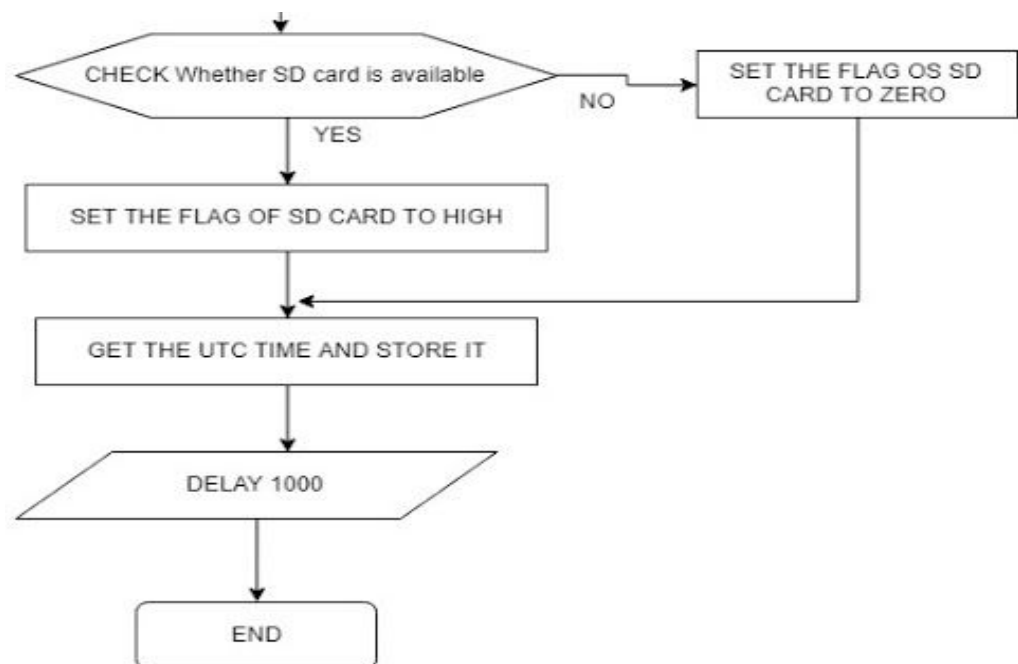 CHECK Whether SD card is available
SET THE FLAG OS SD
CARD TO ZERO
NO
YES
SET THE FLAG OF SD CARD TO HIGH
GET THE UTC TIME AND STORE IT
DELAY 1000
END